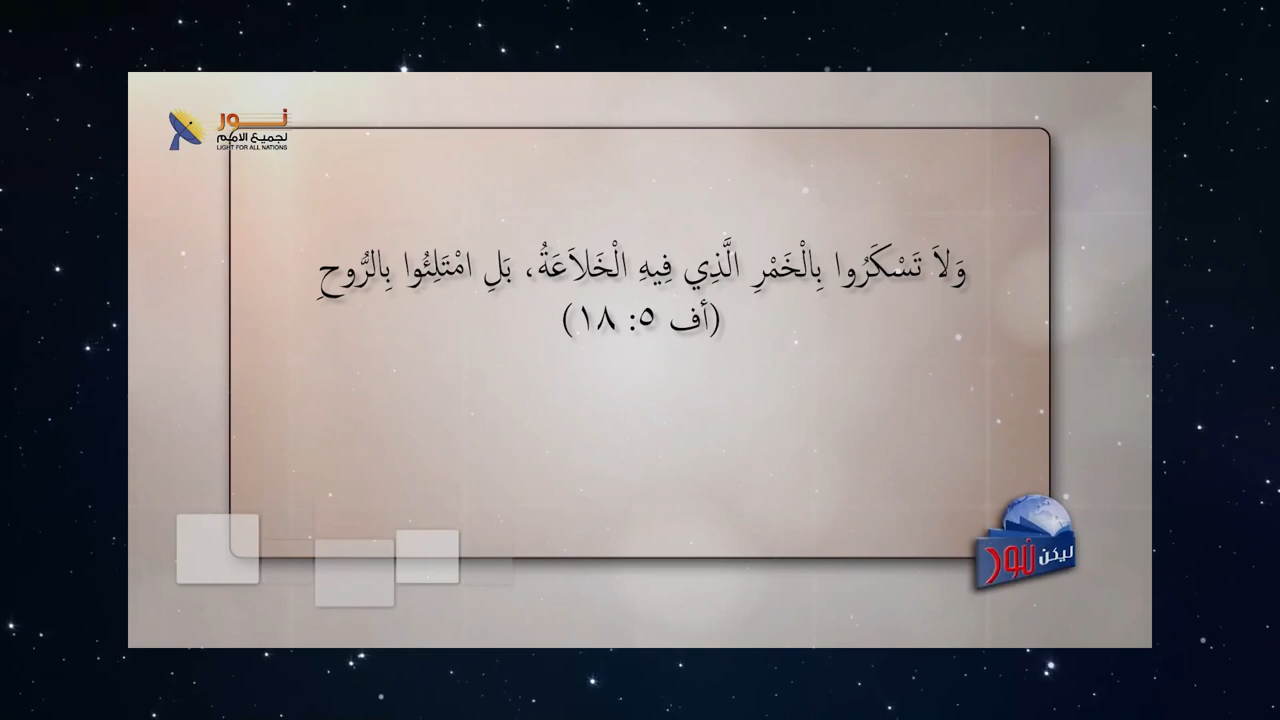 نور
لجميع الامم
LIGHT FOR ALL NATIONS
وَلاَ تَسْكَرُوا بِالْخَمْرِ الَّذِي فِيهِ الْخَلاَعَةُ، بَلِ امْتَلِئُوا بِالرُّوحِ
(أف ٥: ١٨)
ليكن نور